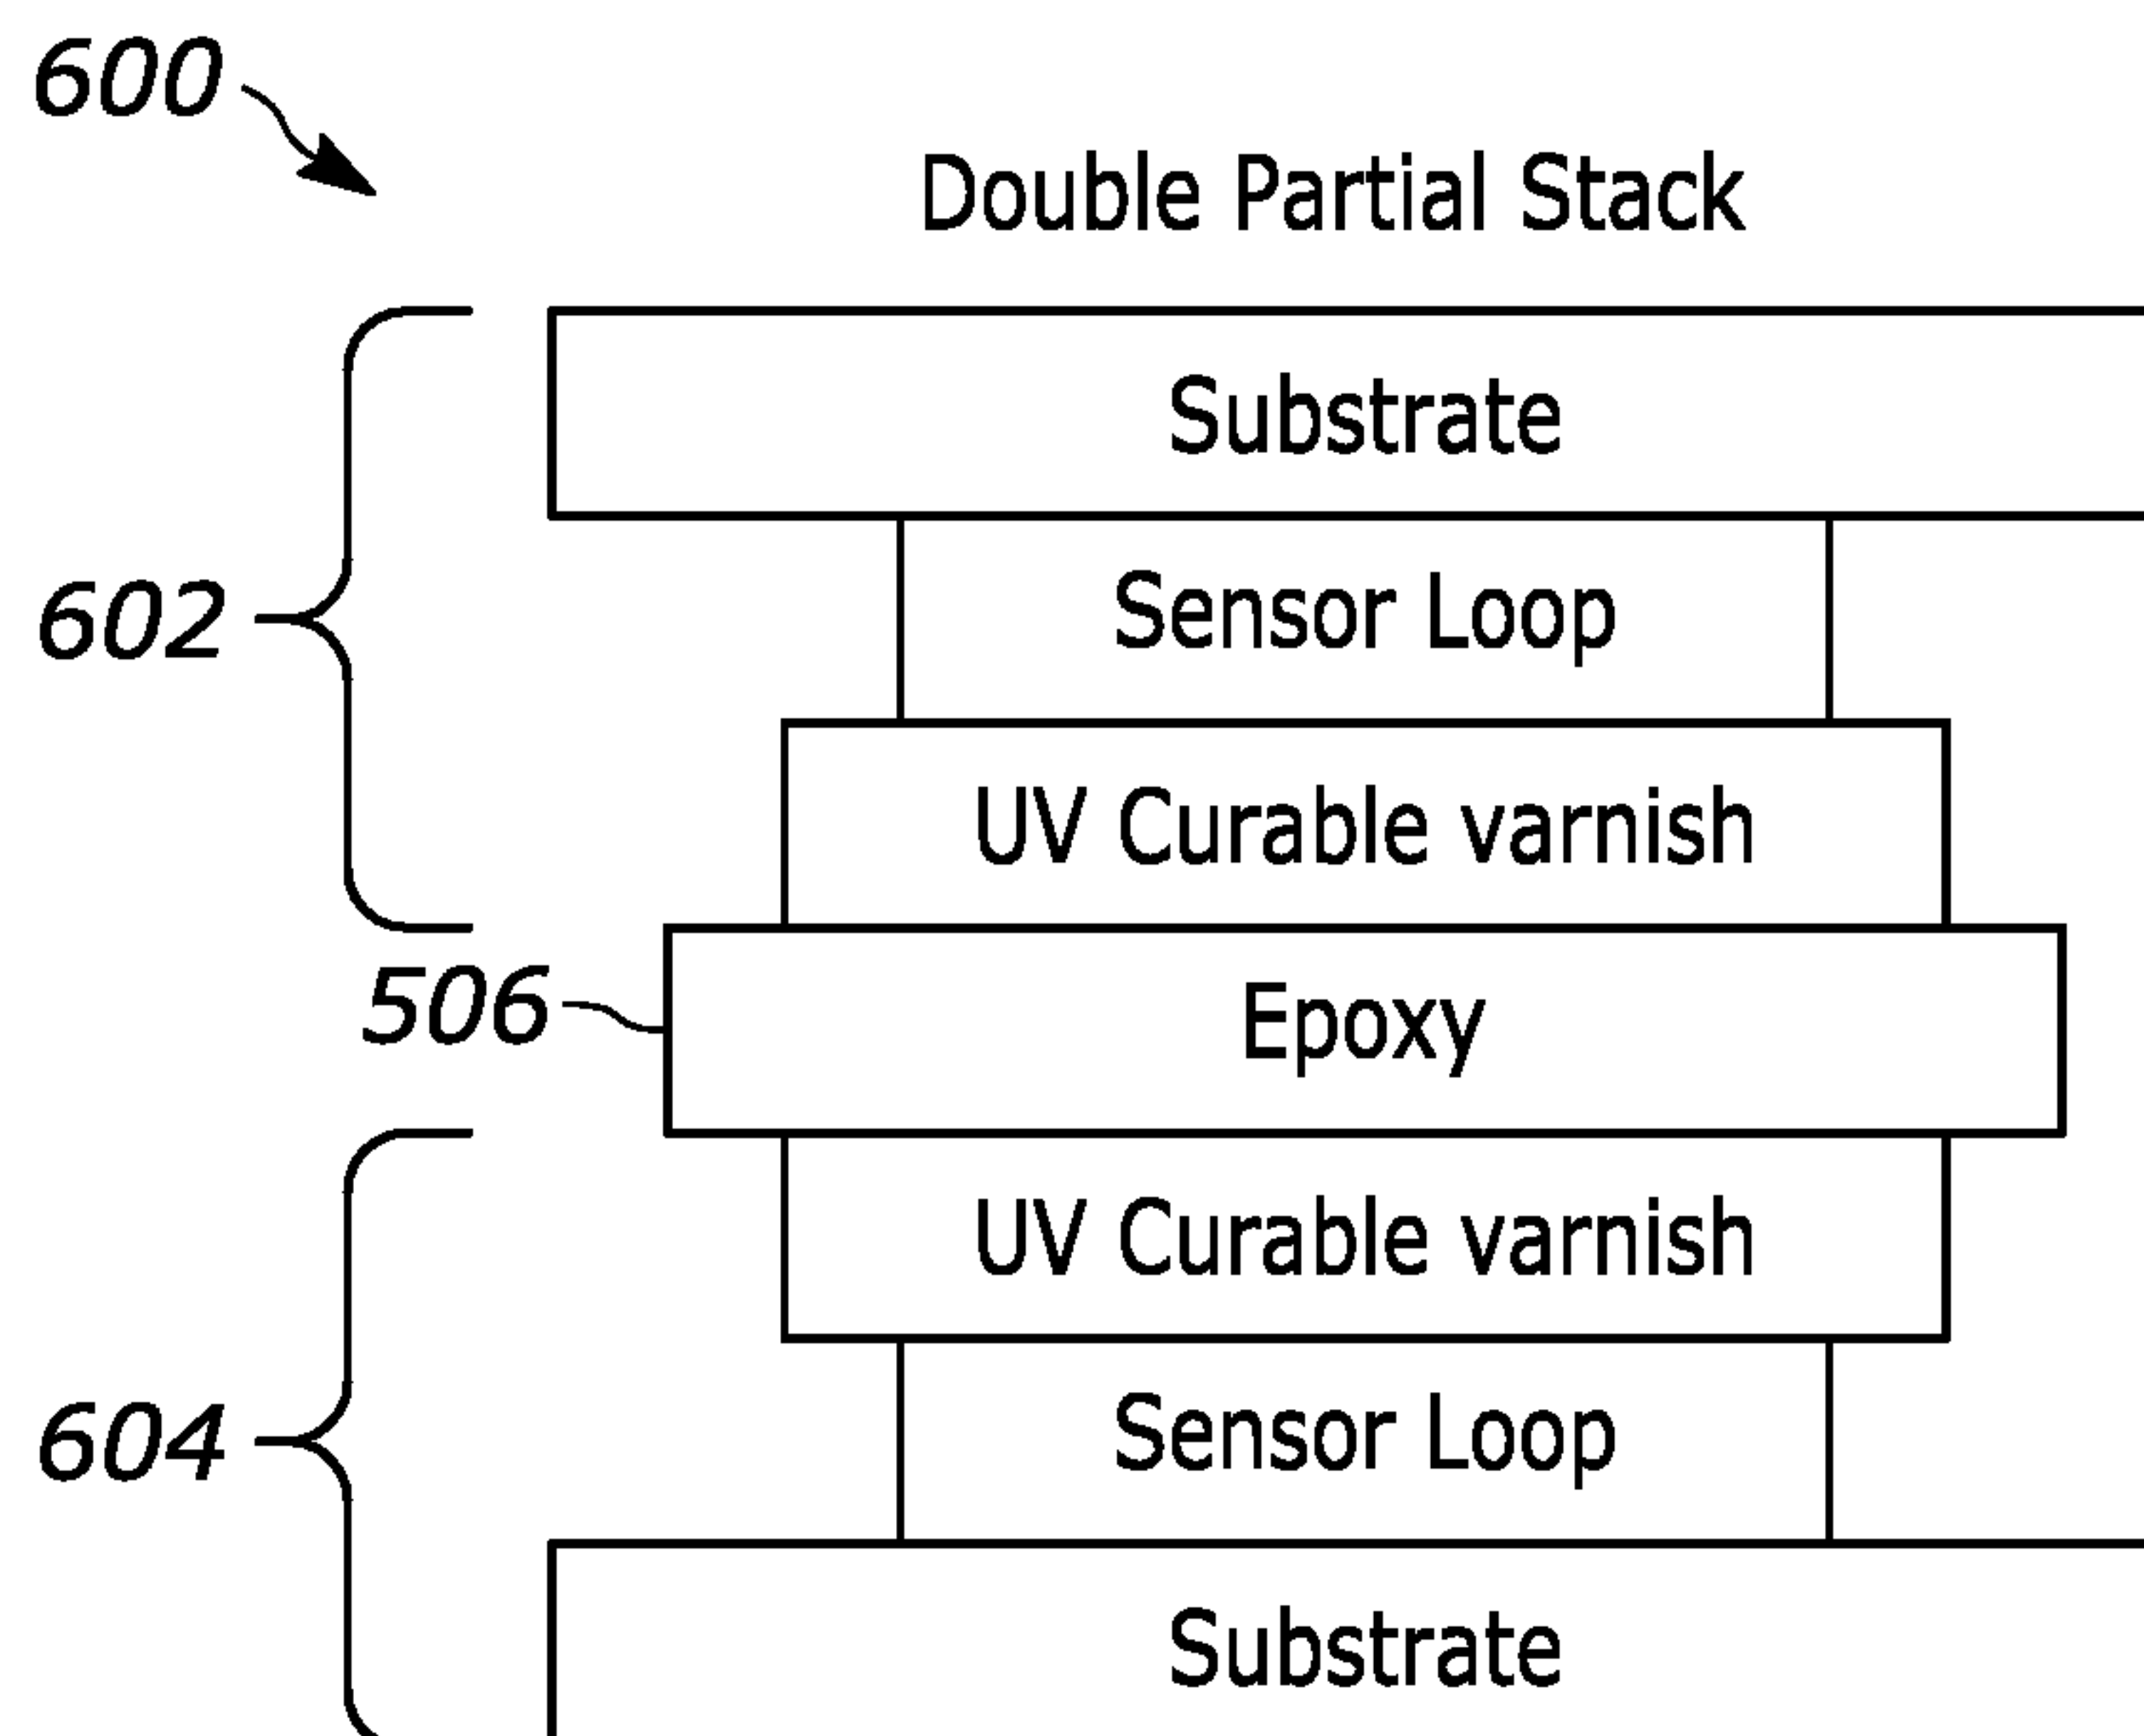 600
Double Partial Stack
Substrate
Sensor Loop
602
UV Curable varnish
506
Epoxy
UV Curable varnish
Sensor Loop
604
Substrate